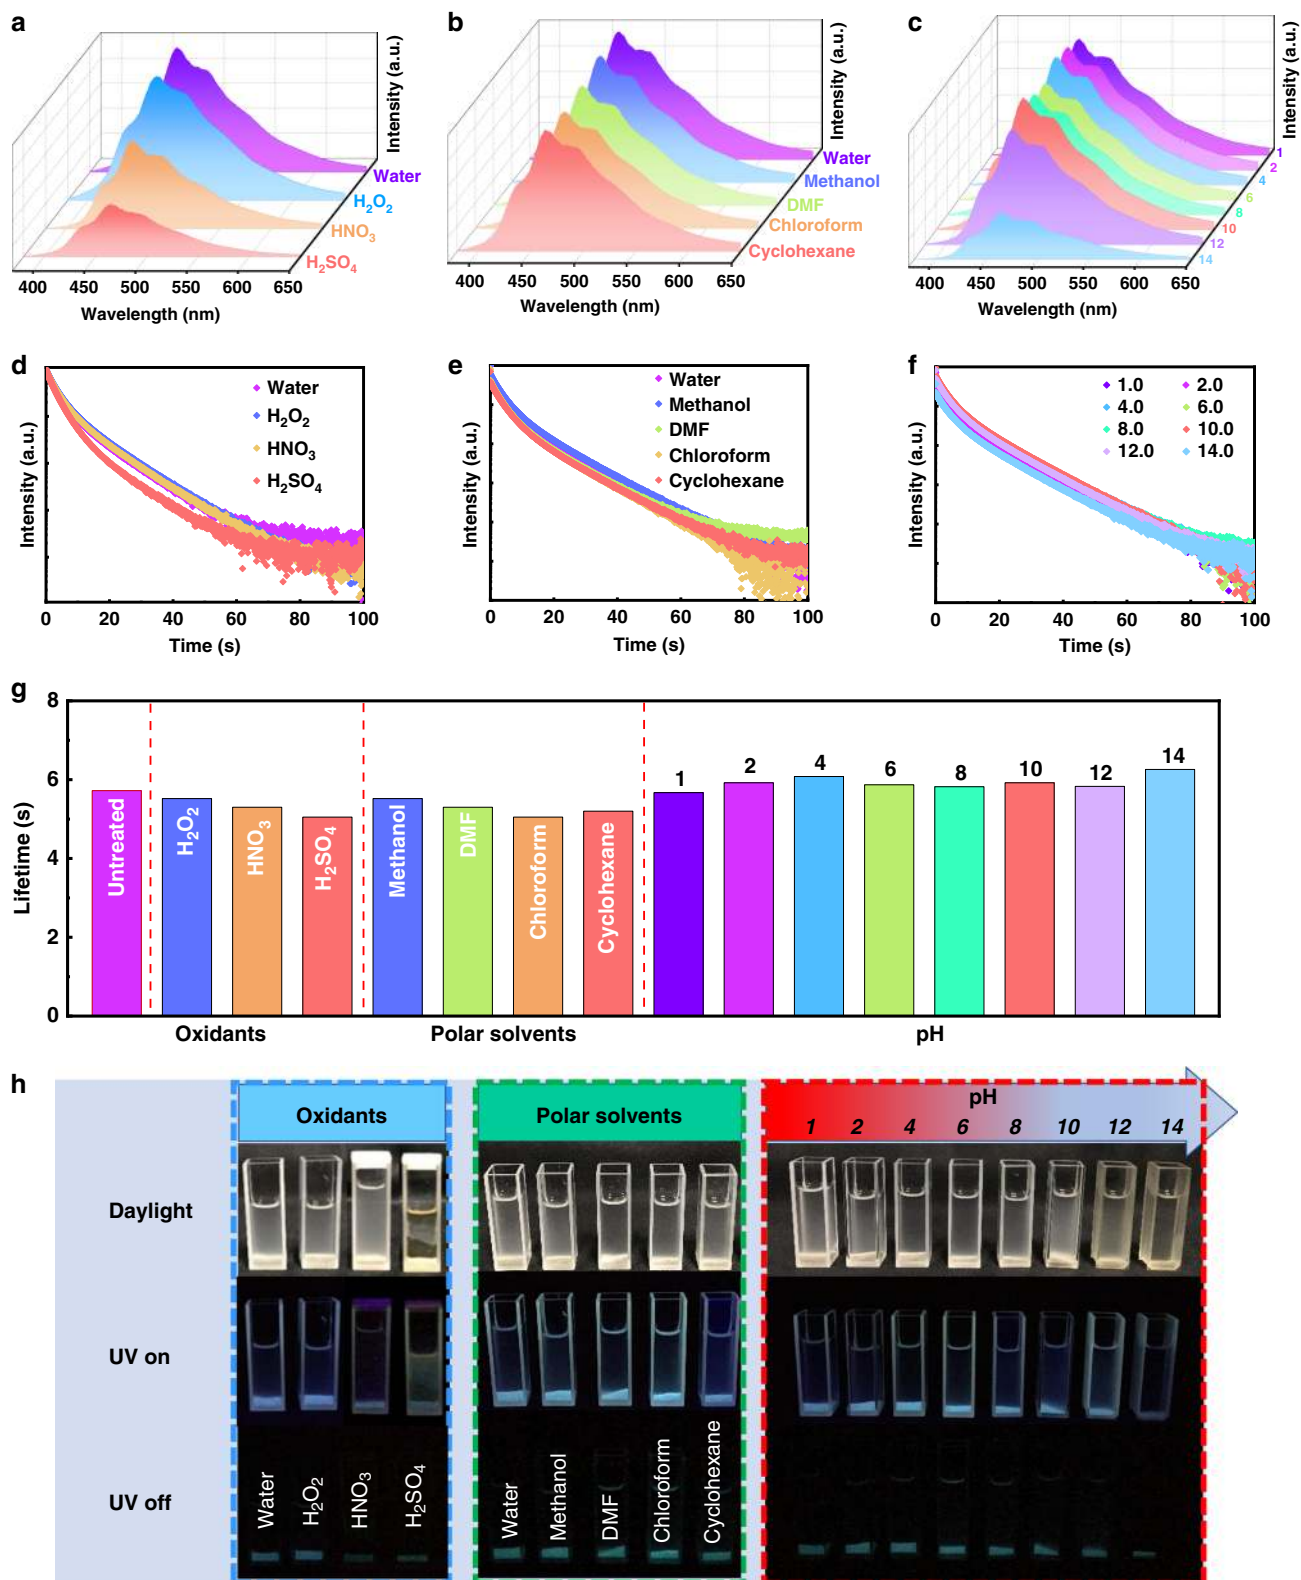 a
Intensity (a.u.)
Water
H₂O₂
HNO₃
H₂SO₄
400 450 500 550 600 650
Wavelength (nm)
b
Intensity (a.u.)
Water
Methanol
DMF
Chloroform
Cyclohexane
400 450 500 550 600 650
Wavelength (nm)
c
Intensity (a.u.)
1
2
4
6
8
10
12
14
400 450 500 550 600 650
Wavelength (nm)
d
Intensity (a.u.)
Water
H₂O₂
HNO₃
H₂SO₄
0 20 40 60 80 100
Time (s)
e
Intensity (a.u.)
Water
Methanol
DMF
Chloroform
Cyclohexane
0 20 40 60 80 100
Time (s)
f
Intensity (a.u.)
1.0 2.0
4.0 6.0
8.0 10.0
12.0 14.0
0 20 40 60 80 100
Time (s)
g
Lifetime (s)
8
6
4
2
0
Untreated
H₂O₂
HNO₃
H₂SO₄
Methanol
DMF
Chloroform
Cyclohexane
1 2 4 6 8 10 12 14
Oxidants Polar solvents pH
h
Oxidants Polar solvents pH
1 2 4 6 8 10 12 14
Daylight
UV on
UV off
Water
H₂O₂
HNO₃
H₂SO₄
Water
Methanol
DMF
Chloroform
Cyclohexane